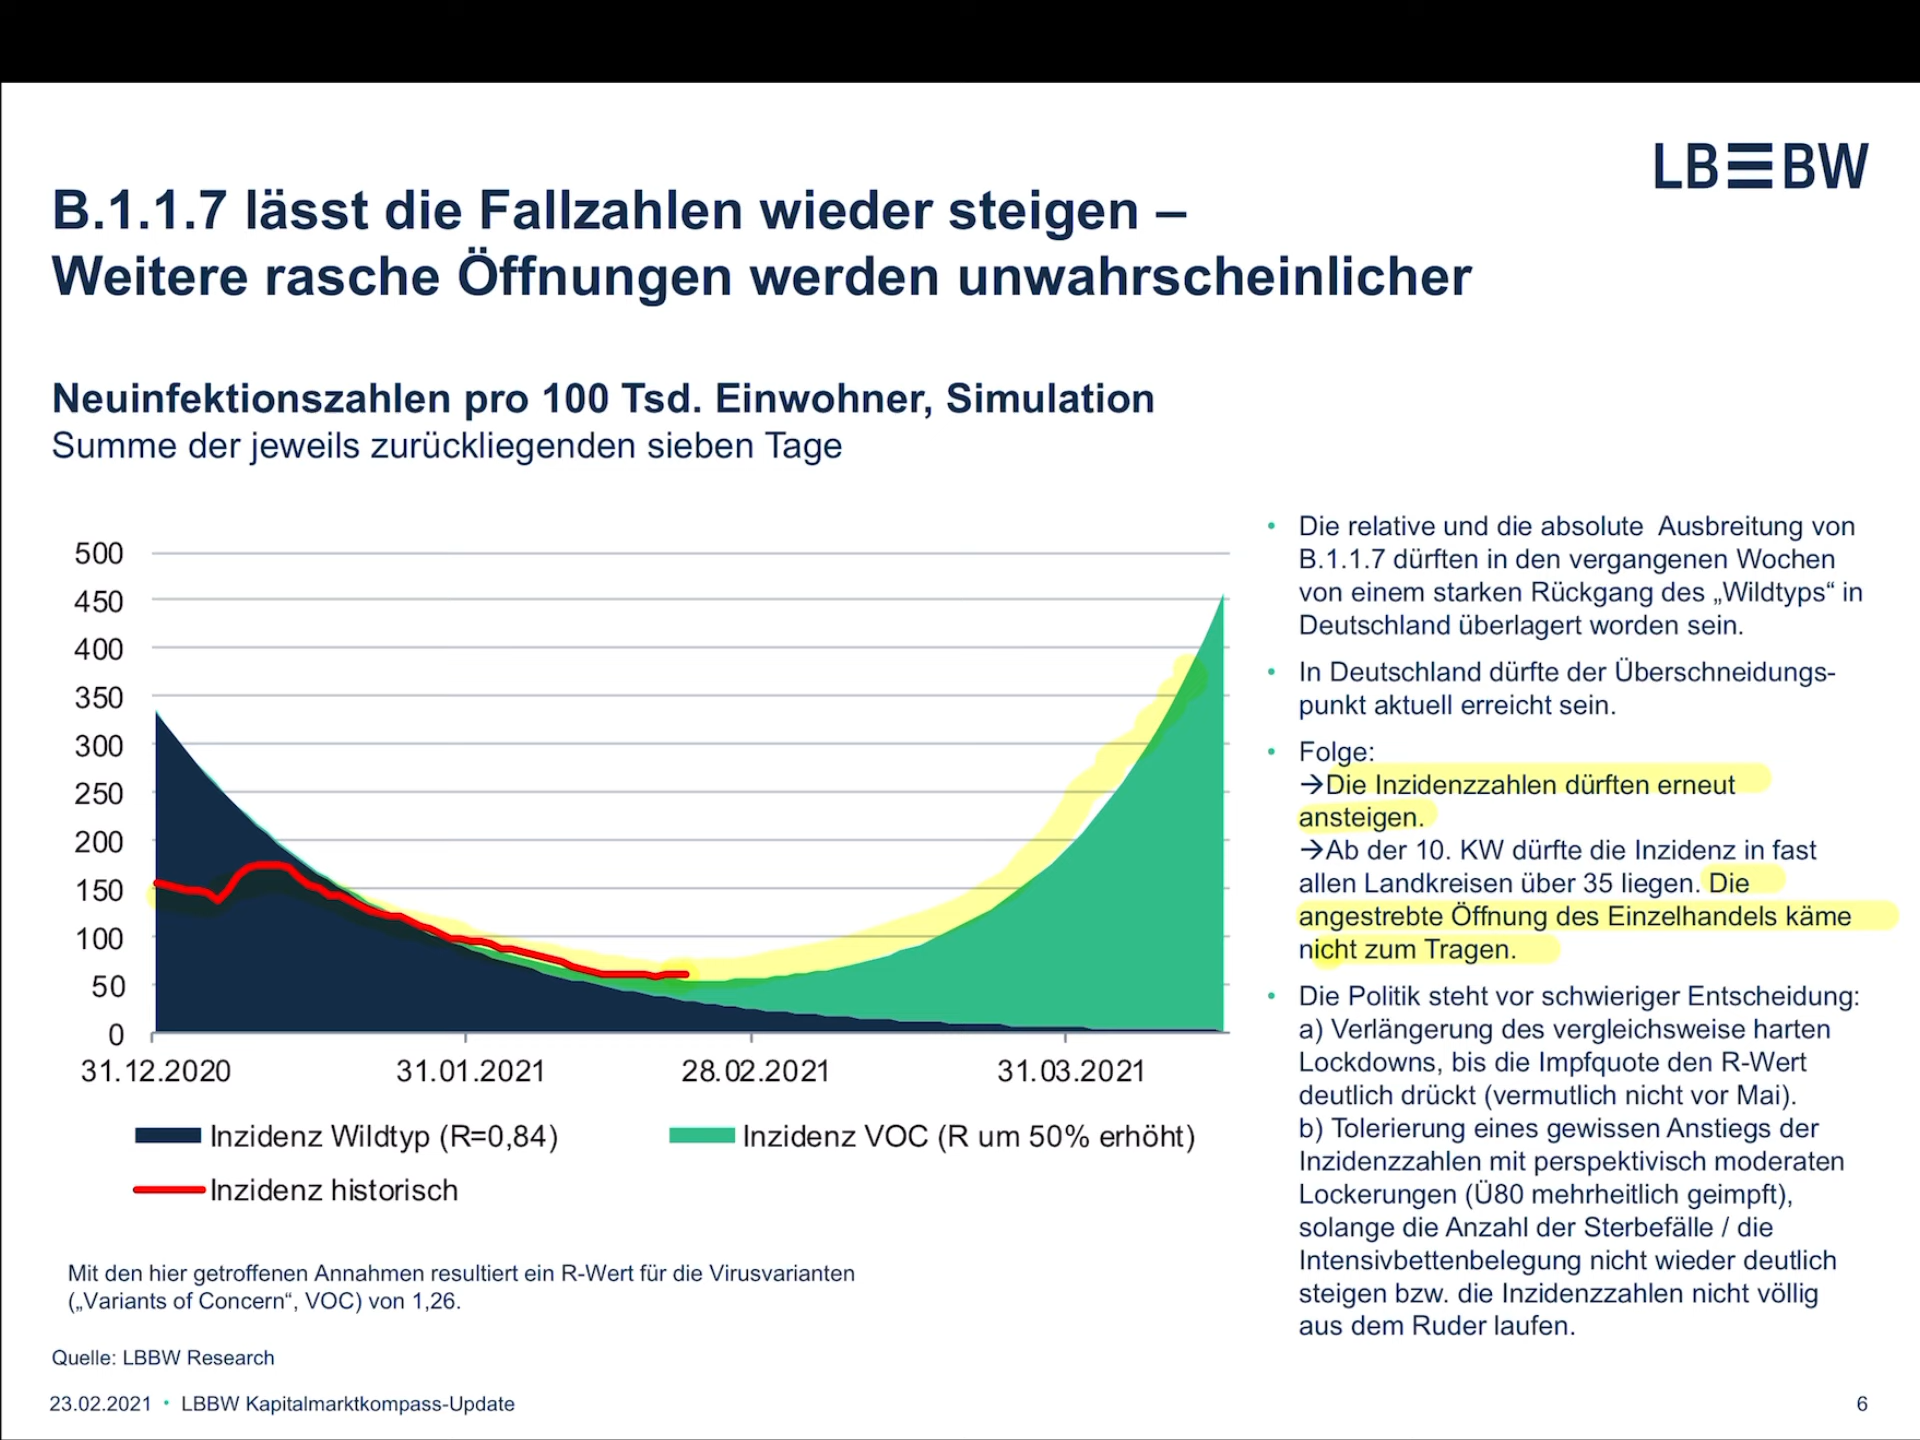 LBBW
B.1.1.7 lässt die Fallzahlen wieder steigen –
Weitere rasche Öffnungen werden unwahrscheinlicher
Neuinfektionszahlen pro 100 Tsd. Einwohner, Simulation
Summe der jeweils zurückliegenden sieben Tage
500
450
400
350
300
250
200
150
100
50
0
31.12.2020 31.01.2021 28.02.2021 31.03.2021
Inzidenz Wildtyp (R=0,84) Inzidenz VOC (R um 50% erhöht)
Inzidenz historisch
Mit den hier getroffenen Annahmen resultiert ein R-Wert für die Virusvarianten
(„Variants of Concern“, VOC) von 1,26.
• Die relative und die absolute Ausbreitung von
B.1.1.7 dürften in den vergangenen Wochen
von einem starken Rückgang des „Wildtyps“ in
Deutschland überlagert worden sein.
• In Deutschland dürfte der Überschneidungs-
punkt aktuell erreicht sein.
• Folge:
→Die Inzidenzzahlen dürften erneut
ansteigen.
→Ab der 10. KW dürfte die Inzidenz in fast
allen Landkreisen über 35 liegen. Die
angestrebte Öffnung des Einzelhandels käme
nicht zum Tragen.
• Die Politik steht vor schwieriger Entscheidung:
a) Verlängerung des vergleichsweise harten
Lockdowns, bis die Impfquote den R-Wert
deutlich drückt (vermutlich nicht vor Mai).
b) Tolerierung eines gewissen Anstiegs der
Inzidenzzahlen mit perspektivisch moderaten
Lockerungen (Ü80 mehrheitlich geimpft),
solange die Anzahl der Sterbefälle / die
Intensivbettenbelegung nicht wieder deutlich
steigen bzw. die Inzidenzzahlen nicht völlig
aus dem Ruder laufen.
Quelle: LBBW Research
23.02.2021 • LBBW Kapitalmarktkompass-Update
6